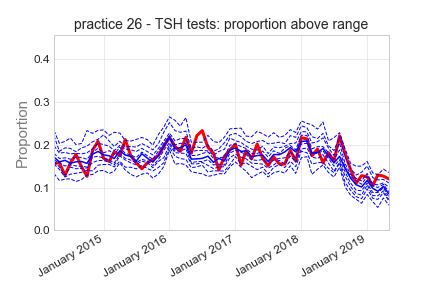 practice 26 - TSH tests: proportion above range
Proportion
0.4
0.3
0.2
0.1
0.0
January 2015
January 2016
January 2017
January 2018
January 2019